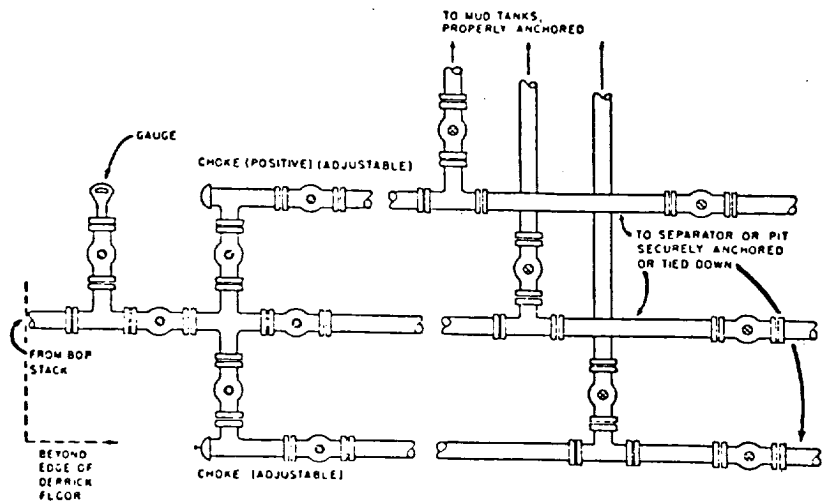 TO MUD TANKS,
PROPERLY ANCHORED
GAUGE
CHOKE (POSITIVE) (ADJUSTABLE)
TO SEPARATOR OR PIT
SECURELY ANCHORED
OR TIED DOWN
FROM BOP
STACK
BEYOND
EDGE OF
DERRICK
FLOOR
CHOKE (ADJUSTABLE)